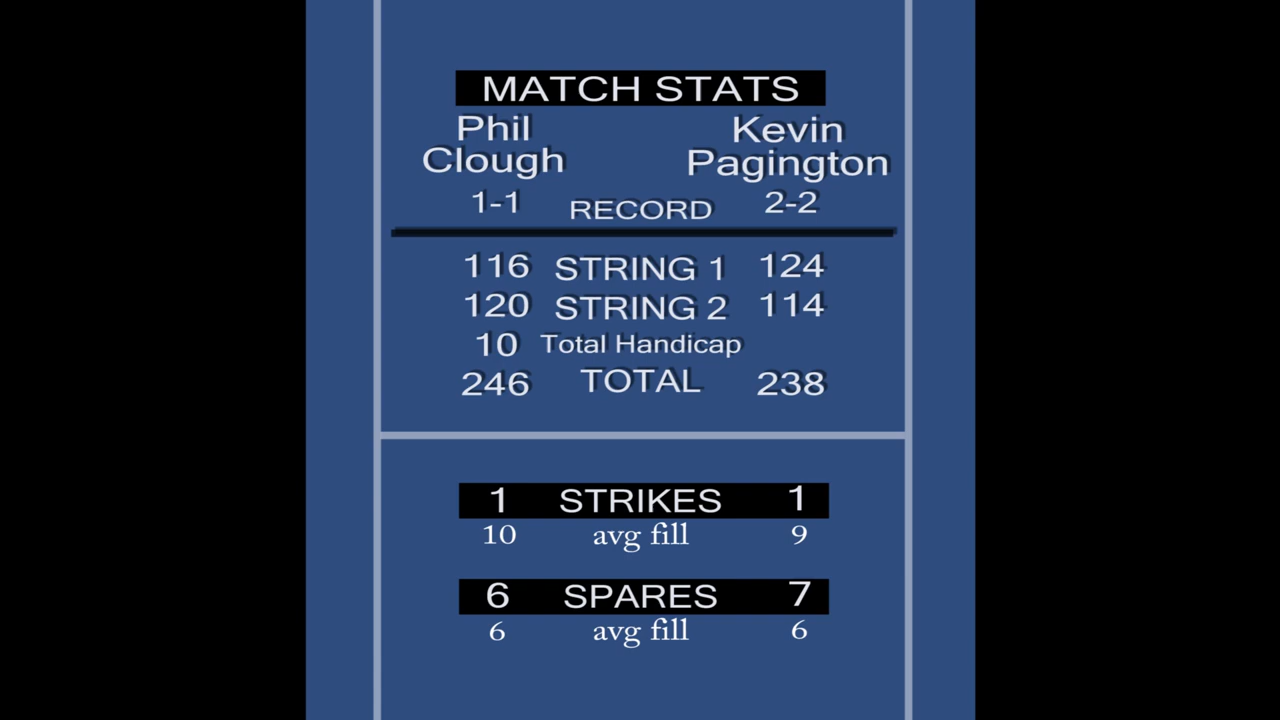 MATCH STATS
Phil Clough
Kevin Pagington
1-1 RECORD 2-2
116 STRING 1 124
120 STRING 2 114
10 Total Handicap
246 TOTAL 238
1 STRIKES 1
10 avg fill 9
6 SPARES 7
6 avg fill 6